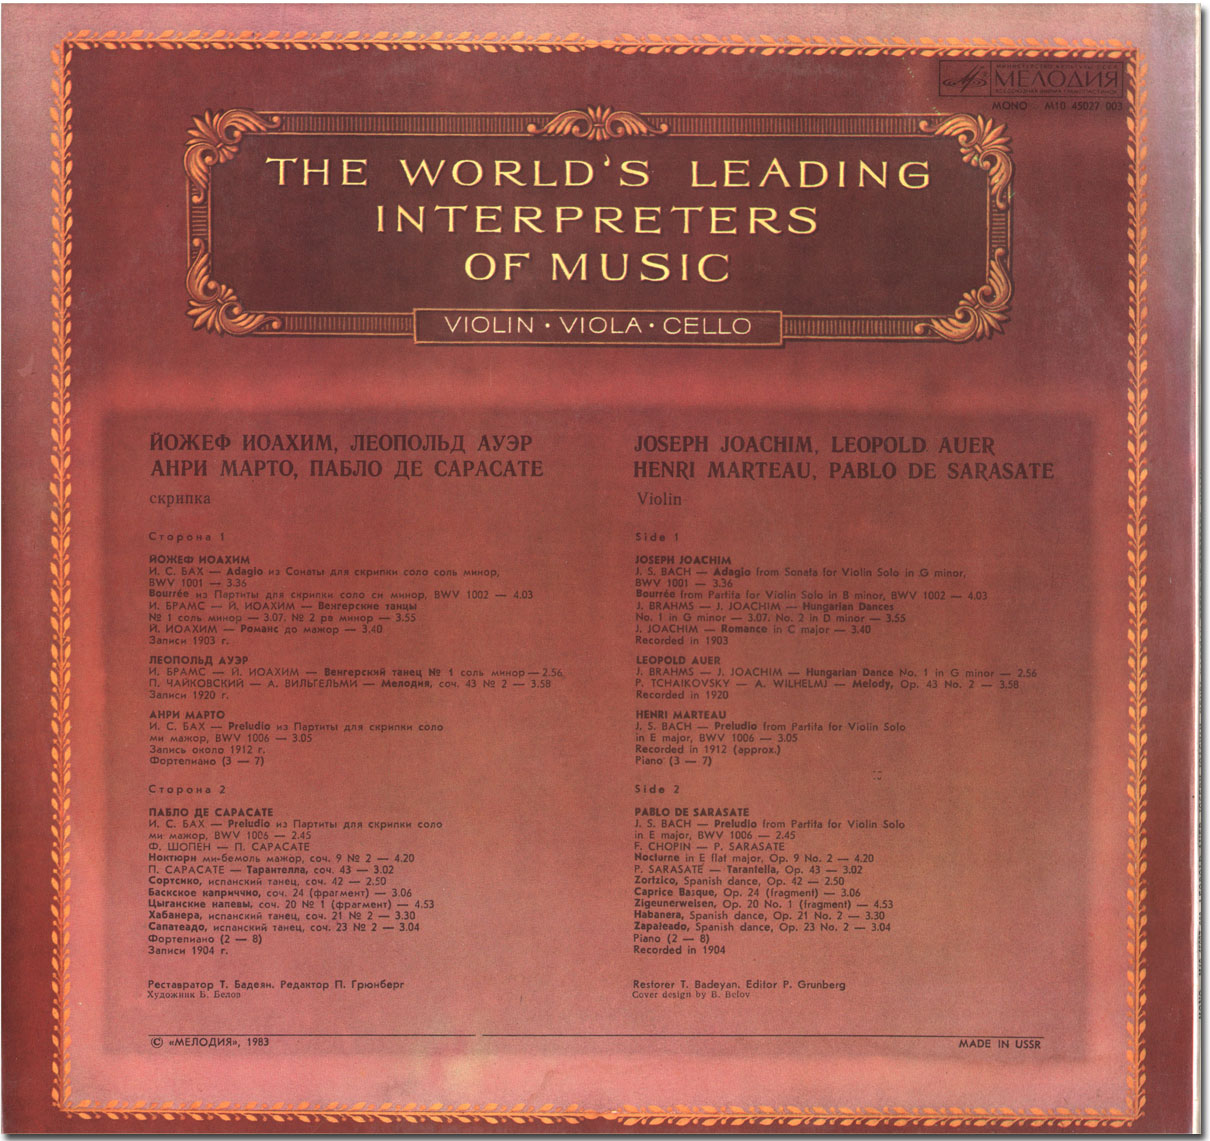 МЕЛОДИЯ
MONO М10 45027 003
THE WORLD'S LEADING
INTERPRETERS
OF MUSIC
VIOLIN · VIOLA · CELLO
ЙОЖЕФ ИОАХИМ, ЛЕОПОЛЬД АУЭР
АНРИ МАРТО, ПАБЛО ДЕ САРАСАТЕ
скрипка
Сторона 1
ЙОЖЕФ ИОАХИМ
И. С. БАХ — Adagio из Сонаты для скрипки соло соль минор,
BWV 1001 — 3.36
Bourrée из Партиты для скрипки соло си минор, BWV 1002 — 4.03
И. БРАМС — Й. ИОАХИМ — Венгерские танцы
№ 1 соль минор — 3.07. № 2 ре минор — 3.55
Й. ИОАХИМ — Романс до мажор — 3.40
Записи 1903 г.
ЛЕОПОЛЬД АУЭР
И. БРАМС — Й. ИОАХИМ — Венгерский танец № 1 соль минор — 2.56
П. ЧАЙКОВСКИЙ — А. ВИЛЬГЕЛЬМИ — Мелодия, соч. 43 № 2 — 3.58
Записи 1920 г.
АНРИ МАРТО
И. С. БАХ — Preludio из Партиты для скрипки соло
ми мажор, BWV 1006 — 3.05
Запись около 1912 г.
Фортепиано (3 — 7)
Сторона 2
ПАБЛО ДЕ САРАСАТЕ
И. С. БАХ — Preludio из Партиты для скрипки соло
ми мажор, BWV 1006 — 2.45
Ф. ШОПЕН — П. САРАСАТЕ
Ноктюрн ми-бемоль мажор, соч. 9 № 2 — 4.20
П. САРАСАТЕ — Тарантелла, соч. 43 — 3.02
Сортсико, испанский танец, соч. 42 — 2.50
Баскское каприччио, соч. 24 (фрагмент) — 3.06
Цыганские напевы, соч. 20 № 1 (фрагмент) — 4.53
Хабанера, испанский танец, соч. 21 № 2 — 3.30
Сапатеадо, испанский танец, соч. 23 № 2 — 3.04
Фортепиано (2 — 8)
Записи 1904 г.
Реставратор Т. Бадеян. Редактор П. Грюнберг
Художник Б. Белов
JOSEPH JOACHIM, LEOPOLD AUER
HENRI MARTEAU, PABLO DE SARASATE
Violin
Side 1
JOSEPH JOACHIM
J. S. BACH — Adagio from Sonata for Violin Solo in G minor,
BWV 1001 — 3.36
Bourrée from Partita for Violin Solo in B minor, BWV 1002 — 4.03
J. BRAHMS — J. JOACHIM — Hungarian Dances
No. 1 in G minor — 3.07. No. 2 in D minor — 3.55
J. JOACHIM — Romance in C major — 3.40
Recorded in 1903
LEOPOLD AUER
J. BRAHMS — J. JOACHIM — Hungarian Dance No. 1 in G minor — 2.56
P. TCHAIKOVSKY — A. WILHELMJ — Melody, Op. 43 No. 2 — 3.58
Recorded in 1920
HENRI MARTEAU
J. S. BACH — Preludio from Partita for Violin Solo
in E major, BWV 1006 — 3.05
Recorded in 1912 (approx.)
Piano (3 — 7)
Side 2
PABLO DE SARASATE
J. S. BACH — Preludio from Partita for Violin Solo
in E major, BWV 1006 — 2.45
F. CHOPIN — P. SARASATE
Nocturne in E flat major, Op. 9 No. 2 — 4.20
P. SARASATE — Tarantella, Op. 43 — 3.02
Zortzico, Spanish dance, Op. 42 — 2.50
Caprice Basque, Op. 24 (fragment) — 3.06
Zigeunerweisen, Op. 20 No. 1 (fragment) — 4.53
Habanera, Spanish dance, Op. 21 No. 2 — 3.30
Zapateado, Spanish dance, Op. 23 No. 2 — 3.04
Piano (2 — 8)
Recorded in 1904
Restorer T. Badeyan. Editor P. Grunberg
Cover design by B. Belov
© «МЕЛОДИЯ», 1983
MADE IN USSR